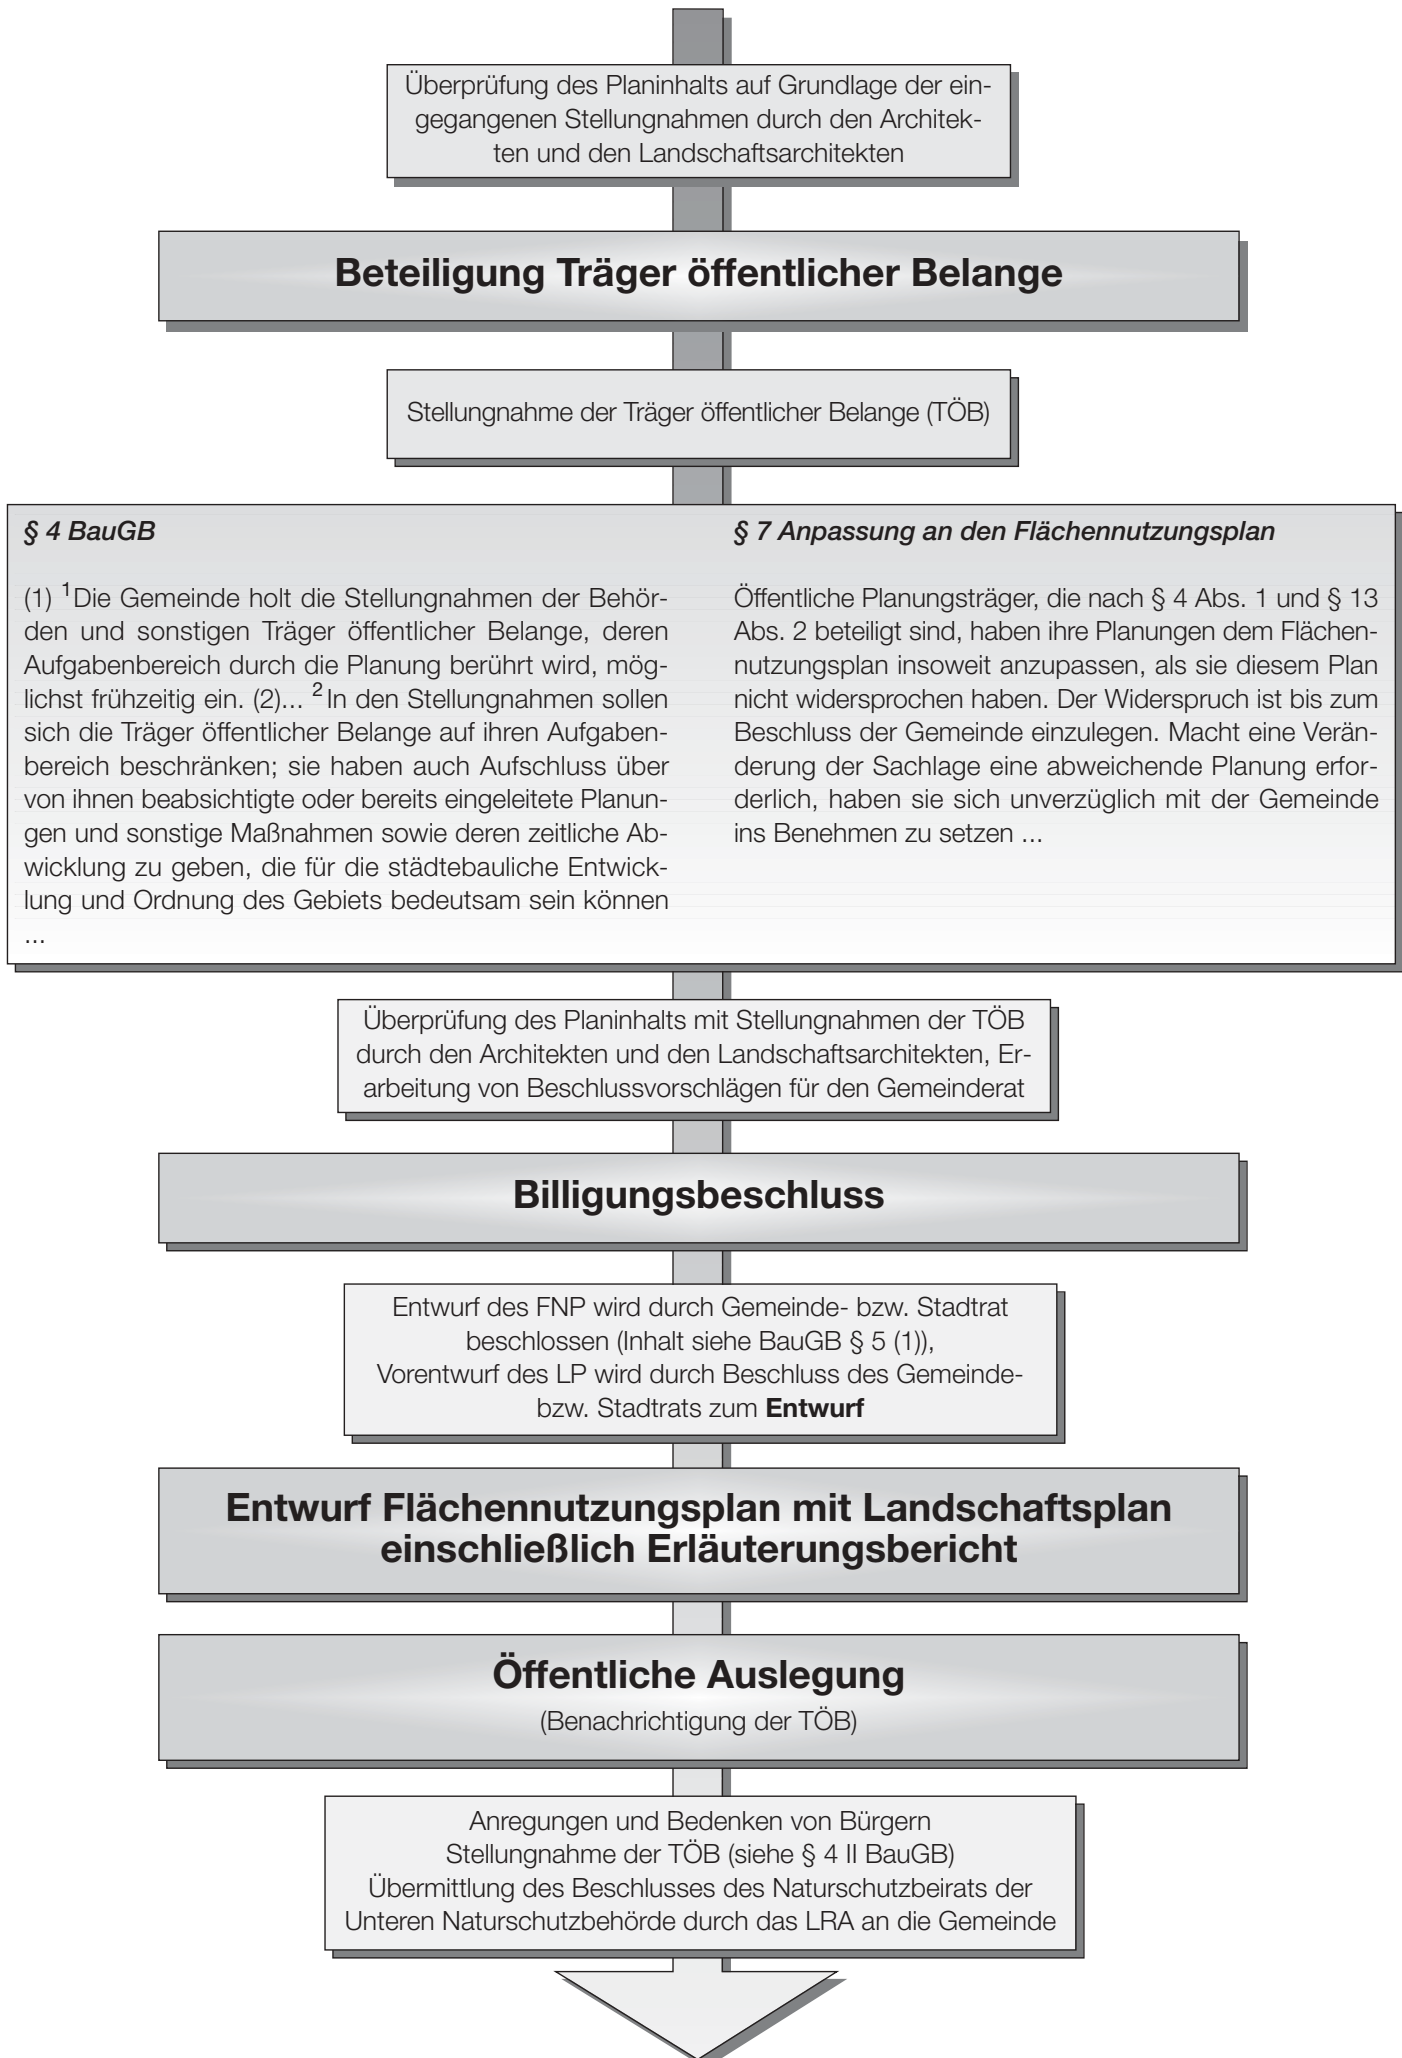 Überprüfung des Planinhalts auf Grundlage der ein-
gegangenen Stellungnahmen durch den Architek-
ten und den Landschaftsarchitekten
Beteiligung Träger öffentlicher Belange
Stellungnahme der Träger öffentlicher Belange (TÖB)
§ 4 BauGB
(1) ¹Die Gemeinde holt die Stellungnahmen der Behör-
den und sonstigen Träger öffentlicher Belange, deren
Aufgabenbereich durch die Planung berührt wird, mög-
lichst frühzeitig ein. (2)... ²In den Stellungnahmen sollen
sich die Träger öffentlicher Belange auf ihren Aufgaben-
bereich beschränken; sie haben auch Aufschluss über
von ihnen beabsichtigte oder bereits eingeleitete Planun-
gen und sonstige Maßnahmen sowie deren zeitliche Ab-
wicklung zu geben, die für die städtebauliche Entwick-
lung und Ordnung des Gebiets bedeutsam sein können
...
§ 7 Anpassung an den Flächennutzungsplan
Öffentliche Planungsträger, die nach § 4 Abs. 1 und § 13
Abs. 2 beteiligt sind, haben ihre Planungen dem Flächen-
nutzungsplan insoweit anzupassen, als sie diesem Plan
nicht widersprochen haben. Der Widerspruch ist bis zum
Beschluss der Gemeinde einzulegen. Macht eine Verän-
derung der Sachlage eine abweichende Planung erfor-
derlich, haben sie sich unverzüglich mit der Gemeinde
ins Benehmen zu setzen ...
Überprüfung des Planinhalts mit Stellungnahmen der TÖB
durch den Architekten und den Landschaftsarchitekten, Er-
arbeitung von Beschlussvorschlägen für den Gemeinderat
Billigungsbeschluss
Entwurf des FNP wird durch Gemeinde- bzw. Stadtrat
beschlossen (Inhalt siehe BauGB § 5 (1)),
Vorentwurf des LP wird durch Beschluss des Gemeinde-
bzw. Stadtrats zum Entwurf
Entwurf Flächennutzungsplan mit Landschaftsplan
einschließlich Erläuterungsbericht
Öffentliche Auslegung
(Benachrichtigung der TÖB)
Anregungen und Bedenken von Bürgern
Stellungnahme der TÖB (siehe § 4 II BauGB)
Übermittlung des Beschlusses des Naturschutzbeirats der
Unteren Naturschutzbehörde durch das LRA an die Gemeinde